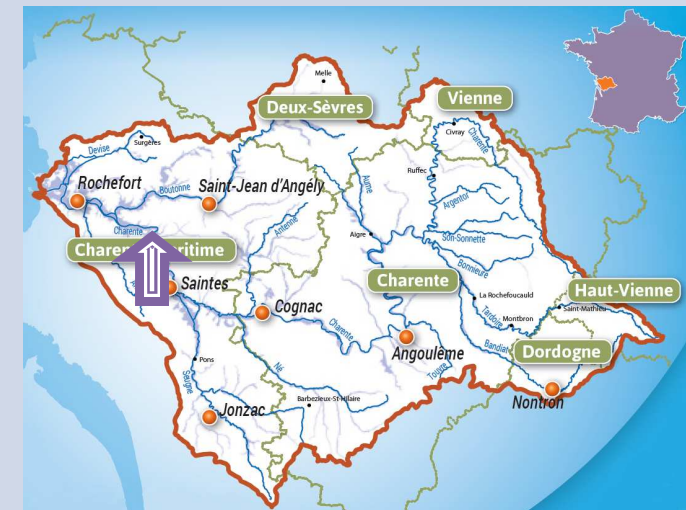 Melle
Deux-Sèvres
Vienne
Civray
Charente
Surgères
Devise
Ruffec
Rochefort
Boutonne
Saint-Jean d'Angély
Aume
Argentor
Antenne
Charente
Aigre
Son-Sonnette
Bonnieure
Saintes
Charente
Haut-Vienne
Saint-Mathieu
La Rochefoucauld
Tardoire
Montbron
Cognac
Charente
Angoulême
Bandiat
Dordogne
Pons
Né
Touvre
Seugne
Nontron
Barbezieux-St-Hilaire
Jonzac